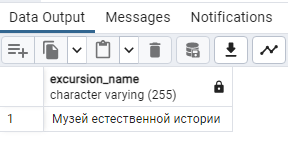 Data Output Messages Notifications
excursion_name
character varying (255)
1 Музей естественной истории